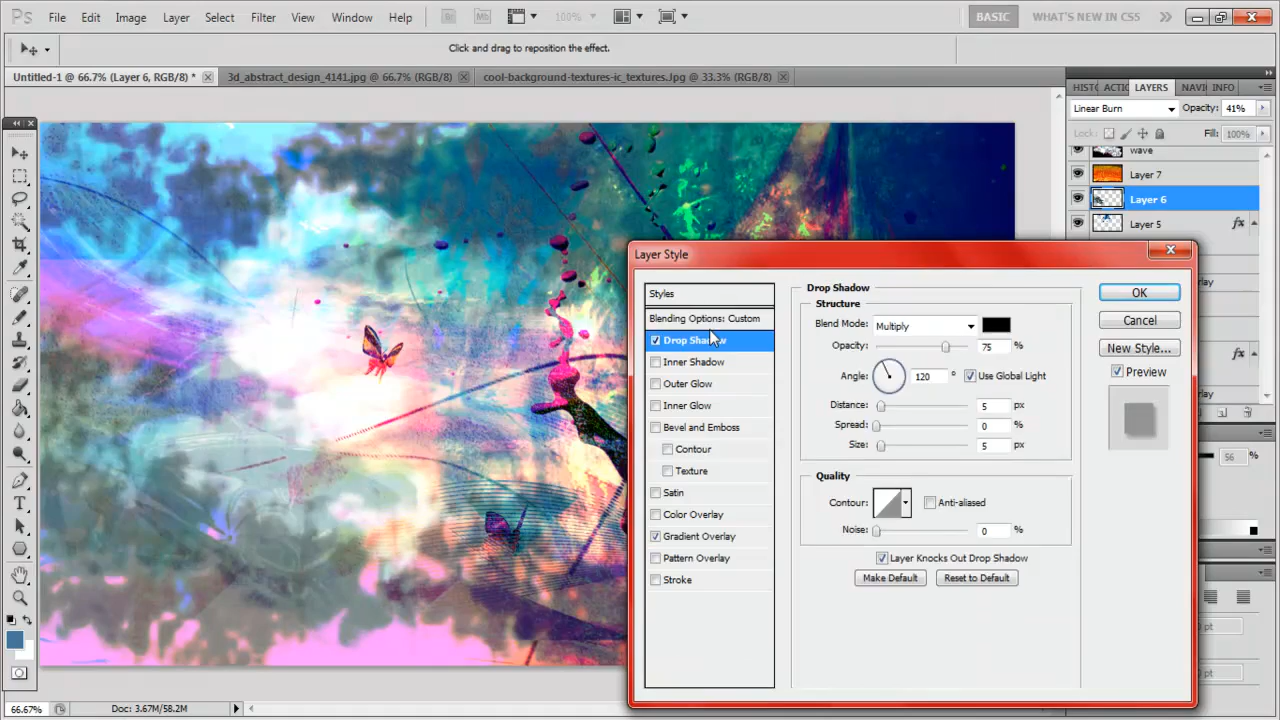 Ps File Edit Image Layer Select Filter View Window Help Br Mb 100% BASIC WHAT'S NEW IN CS5
Click and drag to reposition the effect.
Untitled-1 @ 66.7% (Layer 6, RGB/8) * 3d_abstract_design_4141.jpg @ 66.7% (RGB/8) cool-background-textures-ic_textures.Jpg @ 33.3% (RGB/8)
LAYERS INFO
Linear Burn Opacity: 41%
Lock: Fill: 100%
wave
Layer 7
Layer 6
Layer 5 fx
Layer Style
Styles
Blending Options: Custom
Drop Shadow
Inner Shadow
Outer Glow
Inner Glow
Bevel and Emboss
Contour
Texture
Satin
Color Overlay
Gradient Overlay
Pattern Overlay
Stroke
Drop Shadow
Structure
Blend Mode: Multiply
Opacity: 75 %
Angle: 120 ° Use Global Light
Distance: 5 px
Spread: 0 %
Size: 5 px
Quality
Contour: Anti-aliased
Noise: 0 %
Layer Knocks Out Drop Shadow
Make Default Reset to Default
OK
Cancel
New Style...
Preview
fx
56 %
T
66.67% Doc: 3.67M/58.2M